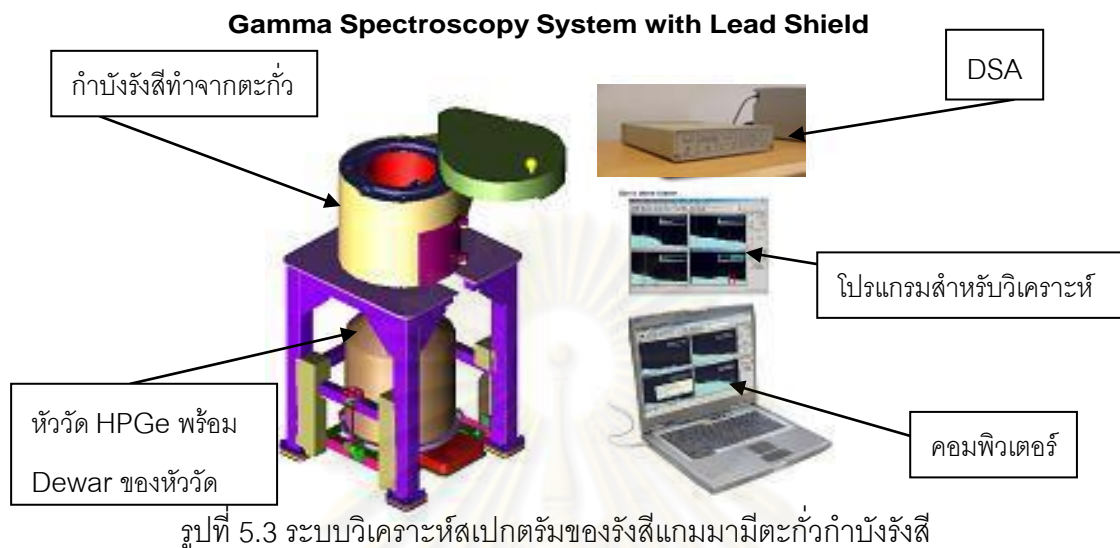 Gamma Spectroscopy System with Lead Shield
กำบังรังสีทำจากตะกั่ว
DSA
โปรแกรมสำหรับวิเคราะห์
หัววัด HPGe พร้อม
Dewar ของหัววัด
คอมพิวเตอร์
รูปที่ 5.3 ระบบวิเคราะห์สเปกตรัมของรังสีแกมมามีตะกั่วกำบังรังสี